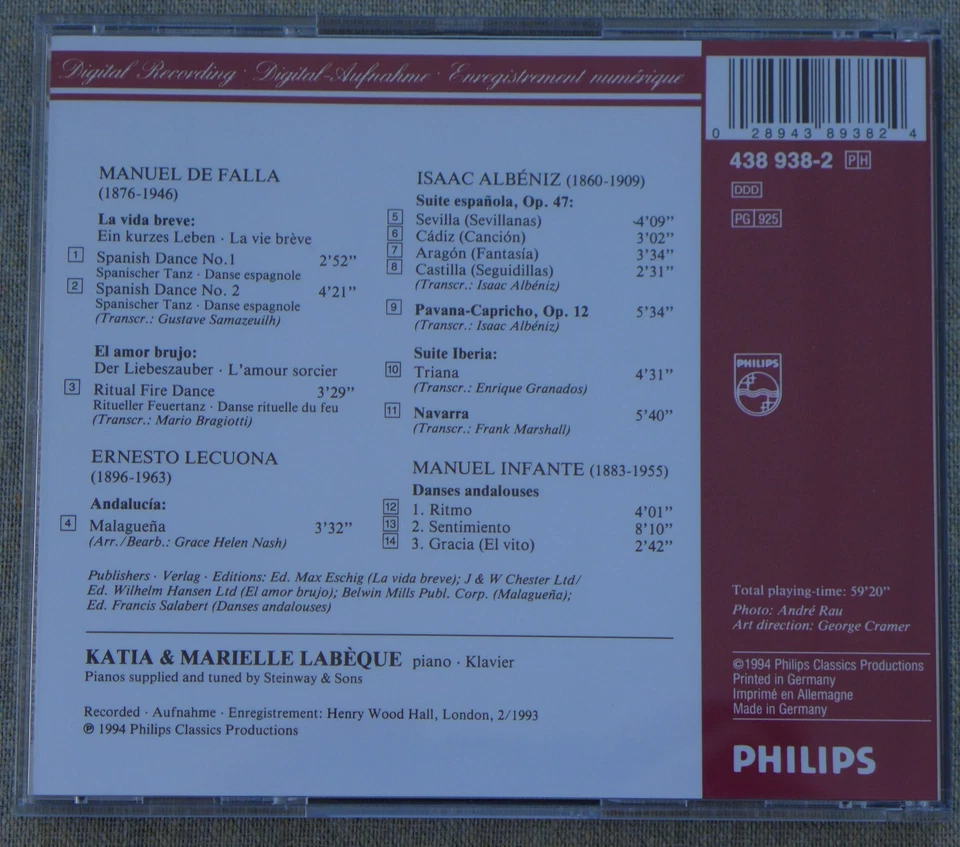 Digital Recording · Digital-Aufnahme · Enregistrement numérique
MANUEL DE FALLA
(1876-1946)
La vida breve:
Ein kurzes Leben · La vie brève
1 Spanish Dance No.1 2’52”
Spanischer Tanz · Danse espagnole
2 Spanish Dance No. 2 4’21”
Spanischer Tanz · Danse espagnole
(Transcr.: Gustave Samazeuilh)
El amor brujo:
Der Liebeszauber · L’amour sorcier
3 Ritual Fire Dance 3’29”
Ritueller Feuertanz · Danse rituelle du feu
(Transcr.: Mario Bragiotti)
ERNESTO LECUONA
(1896-1963)
Andalucía:
4 Malagueña 3’32”
(Arr./Bearb.: Grace Helen Nash)
ISAAC ALBÉNIZ (1860-1909)
Suite española, Op. 47:
5 Sevilla (Sevillanas) 4’09”
6 Cádiz (Canción) 3’02”
7 Aragón (Fantasía) 3’34”
8 Castilla (Seguidillas) 2’31”
(Transcr.: Isaac Albéniz)
9 Pavana-Capricho, Op. 12 5’34”
(Transcr.: Isaac Albéniz)
Suite Iberia:
10 Triana 4’31”
(Transcr.: Enrique Granados)
11 Navarra 5’40”
(Transcr.: Frank Marshall)
MANUEL INFANTE (1883-1955)
Danses andalouses
12 1. Ritmo 4’01”
13 2. Sentimiento 8’10”
14 3. Gracia (El vito) 2’42”
Publishers · Verlag · Editions: Ed. Max Eschig (La vida breve); J & W Chester Ltd/
Ed. Wilhelm Hansen Ltd (El amor brujo); Belwin Mills Publ. Corp. (Malagueña);
Ed. Francis Salabert (Danses andalouses)
KATIA & MARIELLE LABÈQUE piano · Klavier
Pianos supplied and tuned by Steinway & Sons
Recorded · Aufnahme · Enregistrement: Henry Wood Hall, London, 2/1993
℗ 1994 Philips Classics Productions
0 28943 89382 4
438 938-2 PH
DDD
PG 925
PHILIPS
Total playing-time: 59’20”
Photo: André Rau
Art direction: George Cramer
©1994 Philips Classics Productions
Printed in Germany
Imprimé en Allemagne
Made in Germany
PHILIPS